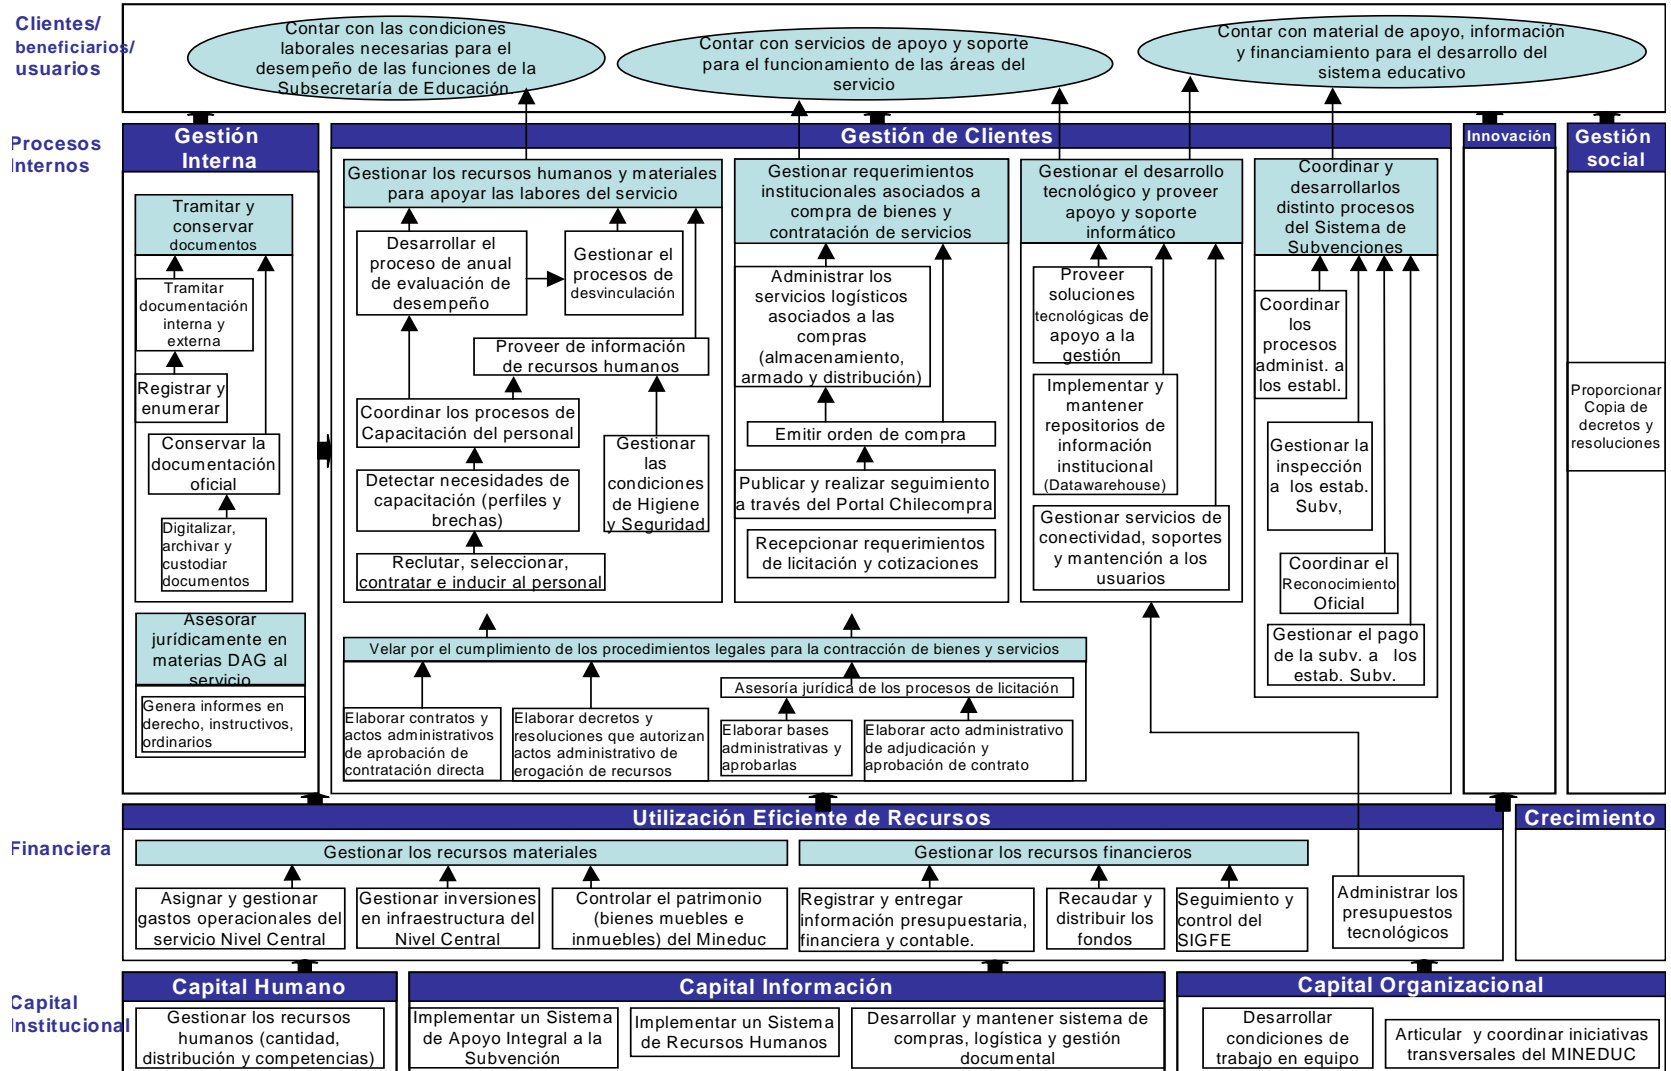 Clientes/
beneficiarios/
usuarios
Contar con las condiciones
laborales necesarias para el
desempeño de las funciones de la
Subsecretaría de Educación
Contar con servicios de apoyo y soporte
para el funcionamiento de las áreas del
servicio
Contar con material de apoyo, información
y financiamiento para el desarrollo del
sistema educativo
Procesos
Internos
Gestión
Interna
Tramitar y
conservar
documentos
Tramitar
documentación
interna y
externa
Registrar y
enumerar
Conservar la
documentación
oficial
Digitalizar,
archivar y
custodiar
documentos
Asesorar
jurídicamente en
materias DAG al
servicio
Genera informes en
derecho, instructivos,
ordinarios
Gestión de Clientes
Gestionar los recursos humanos y materiales
para apoyar las labores del servicio
Desarrollar el
proceso de anual
de evaluación de
desempeño
Gestionar el
procesos de
desvinculación
Proveer de información
de recursos humanos
Coordinar los procesos de
Capacitación del personal
Gestionar
las
condiciones
de Higiene
y Seguridad
Detectar necesidades de
capacitación (perfiles y
brechas)
Reclutar, seleccionar,
contratar e inducir al personal
Gestionar requerimientos
institucionales asociados a
compra de bienes y
contratación de servicios
Administrar los
servicios logísticos
asociados a las
compras
(almacenamiento,
armado y distribución)
Emitir orden de compra
Publicar y realizar seguimiento
a través del Portal Chilecompra
Recepcionar requerimientos
de licitación y cotizaciones
Gestionar el desarrollo
tecnológico y proveer
apoyo y soporte
informático
Proveer
soluciones
tecnológicas de
apoyo a la
gestión
Implementar y
mantener
repositorios de
información
institucional
(Datawarehouse)
Gestionar servicios de
conectividad, soportes
y mantención a los
usuarios
Coordinar y
desarrollarlos
distinto procesos
del Sistema de
Subvenciones
Coordinar
los
procesos
administ. a
los establ.
Gestionar la
inspección
a los estab.
Subv,
Coordinar el
Reconocimiento
Oficial
Gestionar el pago
de la subv. a los
estab. Subv.
Velar por el cumplimiento de los procedimientos legales para la contracción de bienes y servicios
Asesoría jurídica de los procesos de licitación
Elaborar contratos y
actos administrativos
de aprobación de
contratación directa
Elaborar decretos y
resoluciones que autorizan
actos administrativo de
erogación de recursos
Elaborar bases
administrativas y
aprobarlas
Elaborar acto administrativo
de adjudicación y
aprobación de contrato
Innovación
Gestión
social
Proporcionar
Copia de
decretos y
resoluciones
Financiera
Utilización Eficiente de Recursos
Gestionar los recursos materiales
Asignar y gestionar
gastos operacionales del
servicio Nivel Central
Gestionar inversiones
en infraestructura del
Nivel Central
Controlar el patrimonio
(bienes muebles e
inmuebles) del Mineduc
Gestionar los recursos financieros
Registrar y entregar
información presupuestaria,
financiera y contable.
Recaudar y
distribuir los
fondos
Seguimiento y
control del
SIGFE
Administrar los
presupuestos
tecnológicos
Crecimiento
Capital
Institucional
Capital Humano
Gestionar los recursos
humanos (cantidad,
distribución y competencias)
Capital Información
Implementar un Sistema
de Apoyo Integral a la
Subvención
Implementar un Sistema
de Recursos Humanos
Desarrollar y mantener sistema de
compras, logística y gestión
documental
Capital Organizacional
Desarrollar
condiciones de
trabajo en equipo
Articular y coordinar iniciativas
transversales del MINEDUC